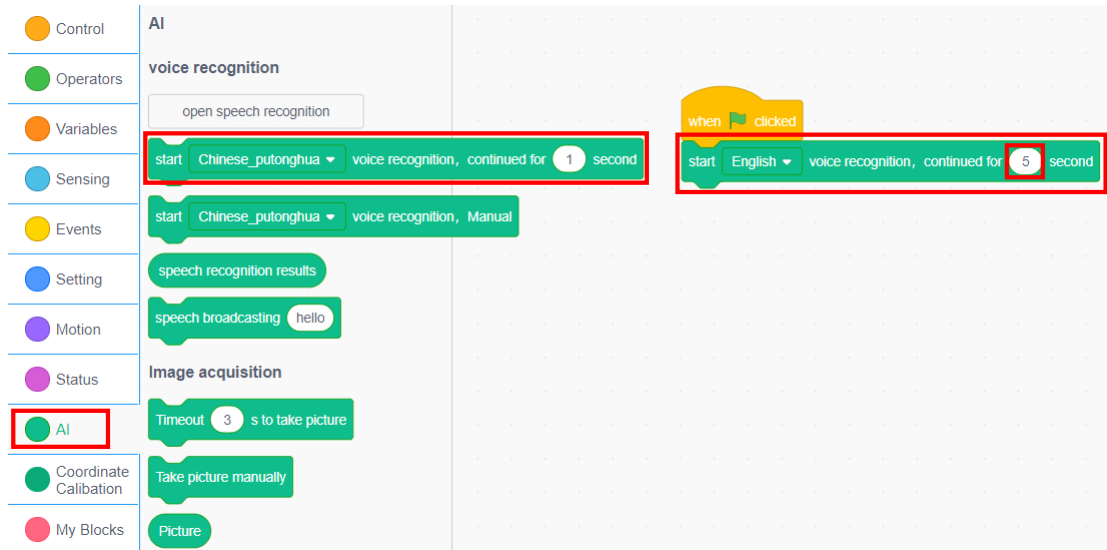 Control
Operators
Variables
Sensing
Events
Setting
Motion
Status
AI
Coordinate
Calibation
My Blocks
AI
voice recognition
open speech recognition
start Chinese_putonghua voice recognition, continued for 1 second
start Chinese_putonghua voice recognition, Manual
speech recognition results
speech broadcasting hello
Image acquisition
Timeout 3 s to take picture
Take picture manually
Picture
when clicked
start English voice recognition, continued for 5 second